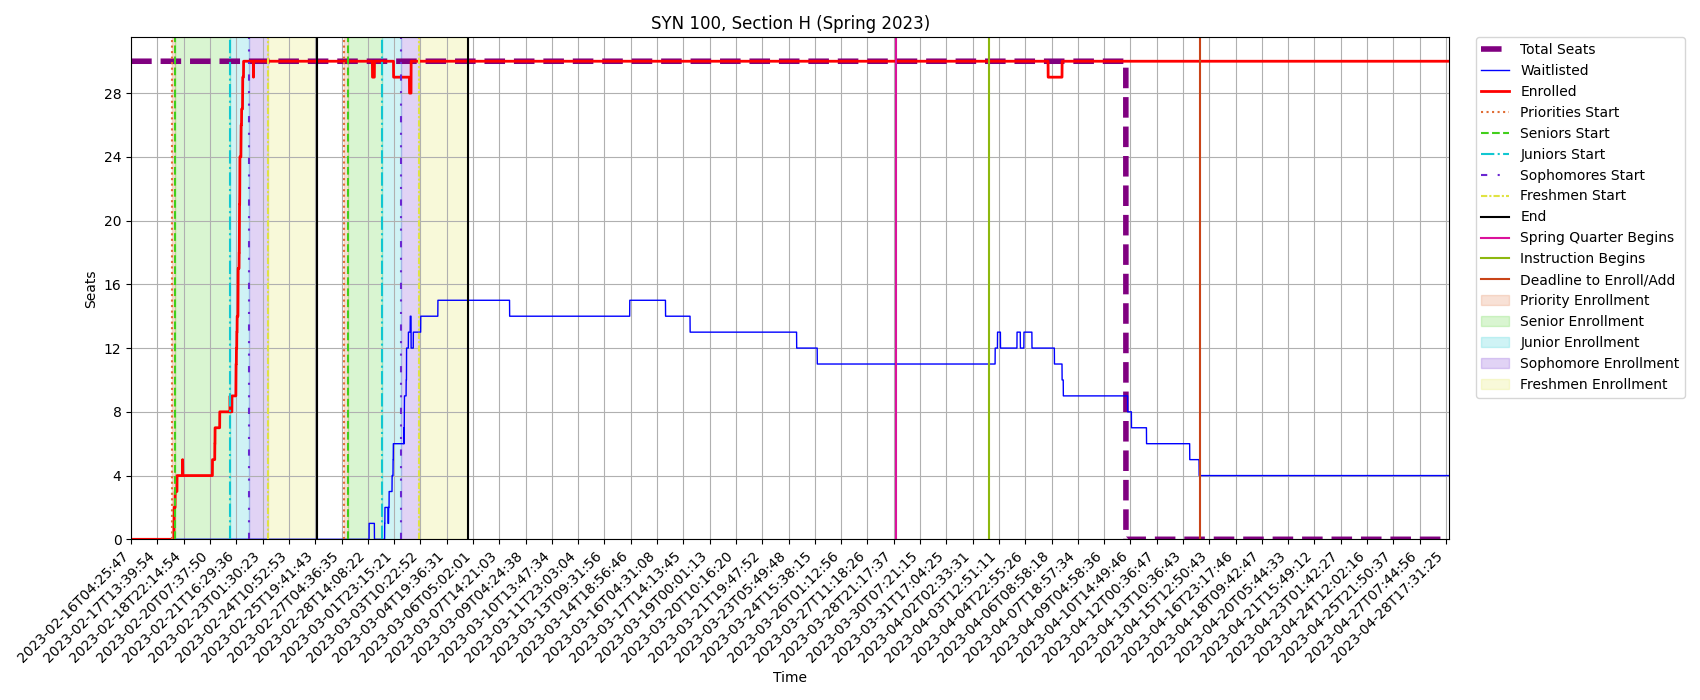 SYN 100, Section H (Spring 2023)
Seats
28
24
20
16
12
8
4
0
2023-02-16T04:25:47
2023-02-17T13:39:54
2023-02-18T22:14:54
2023-02-20T07:37:50
2023-02-21T16:29:36
2023-02-23T01:30:23
2023-02-24T10:52:53
2023-02-25T19:41:43
2023-02-27T04:36:35
2023-02-28T14:08:22
2023-03-01T23:15:21
2023-03-03T10:22:52
2023-03-04T19:36:31
2023-03-06T05:02:01
2023-03-07T14:21:03
2023-03-09T04:24:38
2023-03-10T13:47:34
2023-03-11T23:03:04
2023-03-13T09:31:56
2023-03-14T18:56:46
2023-03-16T04:31:08
2023-03-17T14:13:45
2023-03-19T00:01:13
2023-03-20T10:16:20
2023-03-21T19:47:52
2023-03-23T05:49:48
2023-03-24T15:38:15
2023-03-26T01:12:56
2023-03-27T11:18:26
2023-03-28T21:17:37
2023-03-30T07:21:15
2023-03-31T17:04:25
2023-04-02T02:33:31
2023-04-03T12:51:11
2023-04-04T22:55:26
2023-04-06T08:58:18
2023-04-07T18:57:34
2023-04-09T04:58:36
2023-04-10T14:49:46
2023-04-12T00:36:47
2023-04-13T10:36:43
2023-04-15T12:50:43
2023-04-16T23:17:46
2023-04-18T09:42:47
2023-04-20T05:44:33
2023-04-21T15:49:12
2023-04-23T01:42:27
2023-04-24T12:02:16
2023-04-25T21:50:37
2023-04-27T07:44:56
2023-04-28T17:31:25
Time
Total Seats
Waitlisted
Enrolled
Priorities Start
Seniors Start
Juniors Start
Sophomores Start
Freshmen Start
End
Spring Quarter Begins
Instruction Begins
Deadline to Enroll/Add
Priority Enrollment
Senior Enrollment
Junior Enrollment
Sophomore Enrollment
Freshmen Enrollment